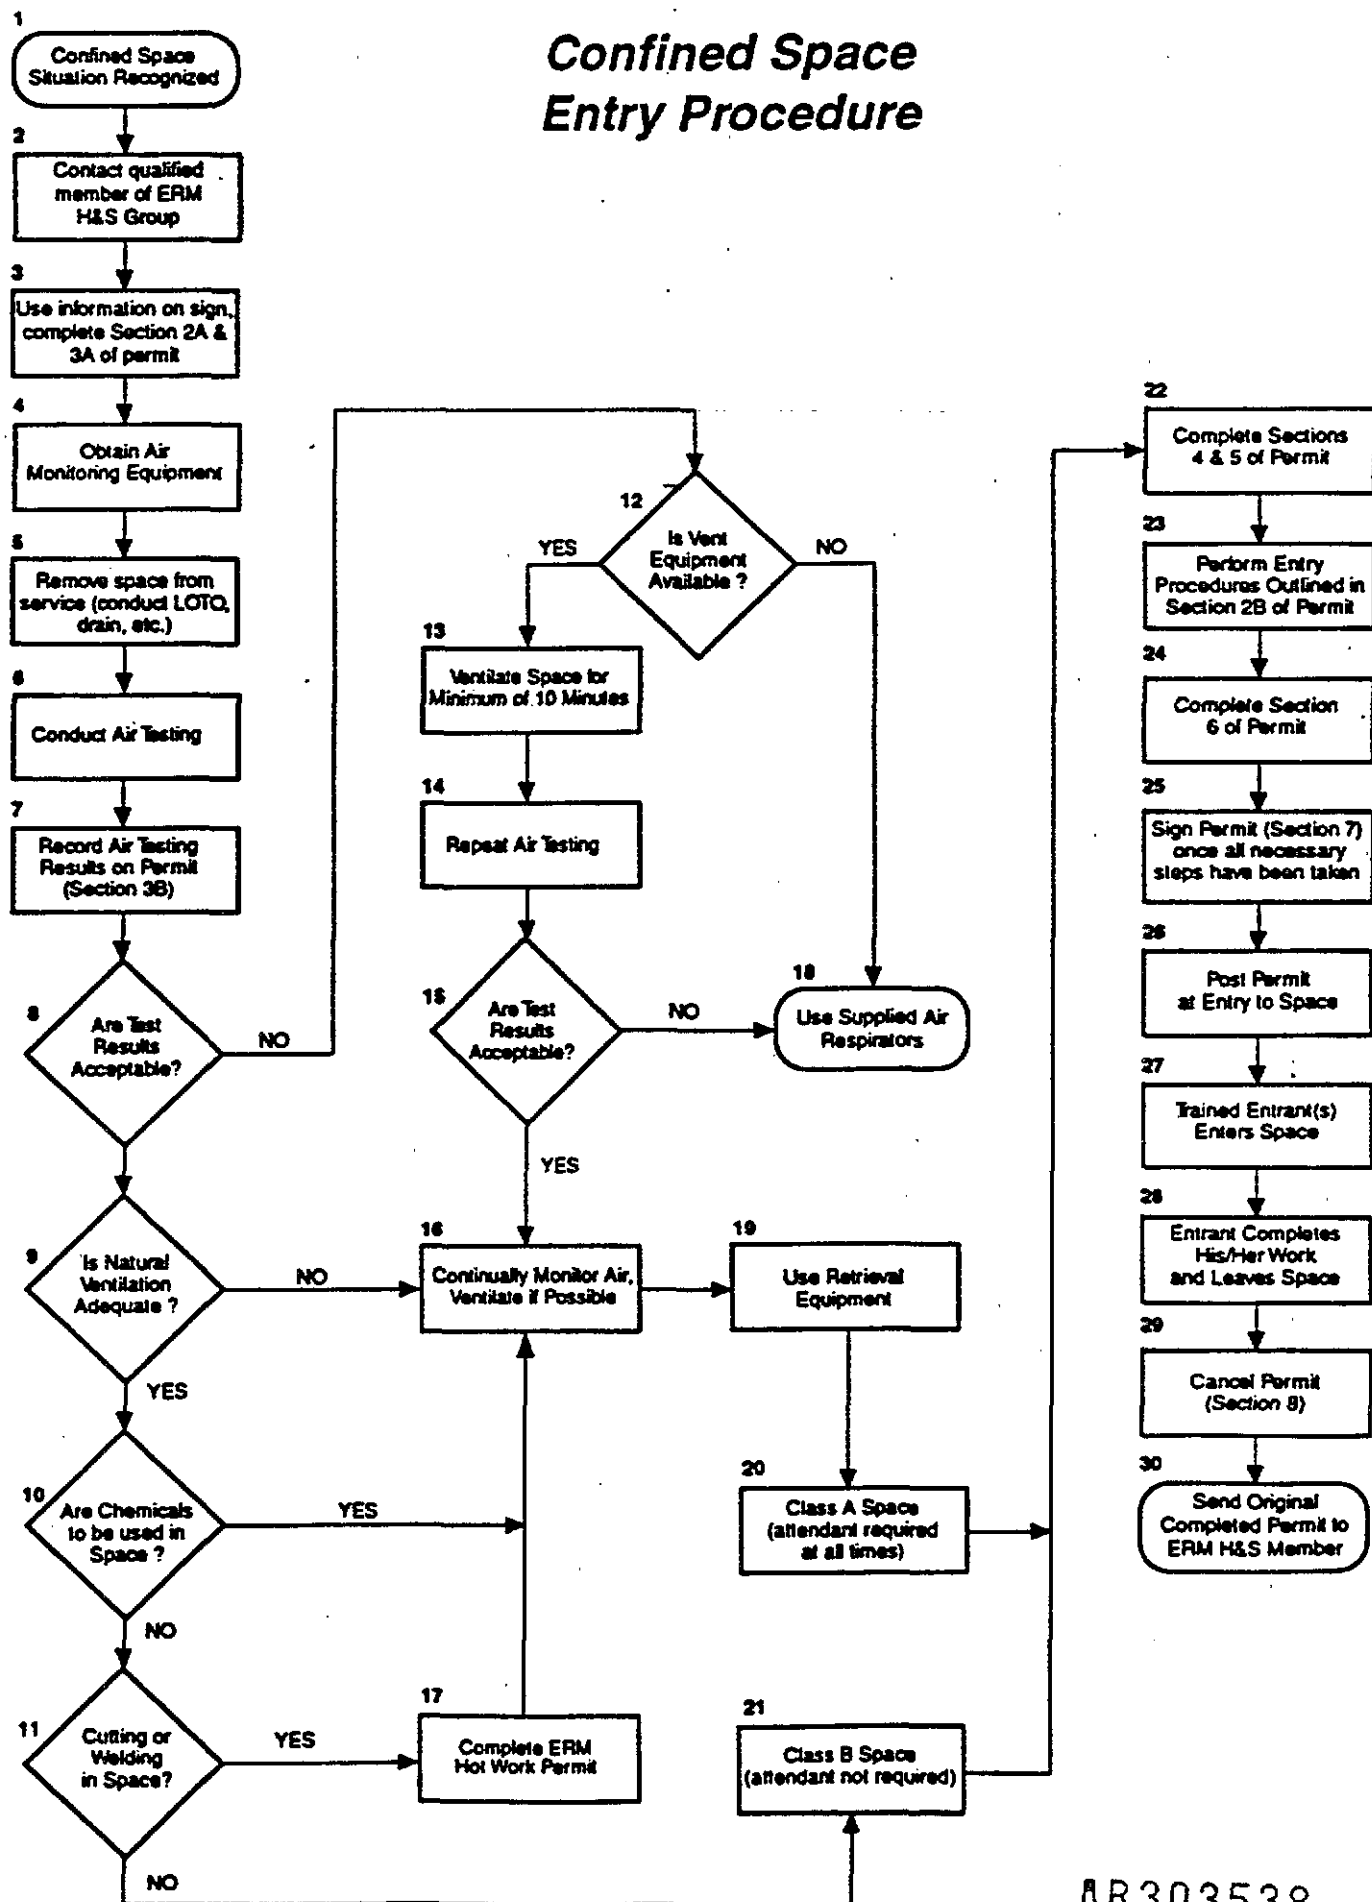 Confined Space
Entry Procedure
1
Confined Space
Situation Recognized
2
Contact qualified
member of ERM
H&S Group
3
Use information on sign,
complete Section 2A &
3A of permit
4
Obtain Air
Monitoring Equipment
5
Remove space from
service (conduct LOTO,
drain, etc.)
6
Conduct Air Testing
7
Record Air Testing
Results on Permit
(Section 3B)
8
Are Test
Results
Acceptable?
NO
9
Is Natural
Ventilation
Adequate ?
NO
YES
10
Are Chemicals
to be used in
Space ?
YES
NO
11
Cutting or
Welding
in Space?
YES
NO
12
Is Vent
Equipment
Available ?
YES
NO
13
Ventilate Space for
Minimum of 10 Minutes
14
Repeat Air Testing
15
Are Test
Results
Acceptable?
NO
YES
16
Continually Monitor Air,
Ventilate if Possible
17
Complete ERM
Hot Work Permit
18
Use Supplied Air
Respirators
19
Use Retrieval
Equipment
20
Class A Space
(attendant required
at all times)
21
Class B Space
(attendant not required)
22
Complete Sections
4 & 5 of Permit
23
Perform Entry
Procedures Outlined in
Section 2B of Permit
24
Complete Section
6 of Permit
25
Sign Permit (Section 7)
once all necessary
steps have been taken
26
Post Permit
at Entry to Space
27
Trained Entrant(s)
Enters Space
28
Entrant Completes
His/Her Work
and Leaves Space
29
Cancel Permit
(Section 8)
30
Send Original
Completed Permit to
ERM H&S Member
AR303538